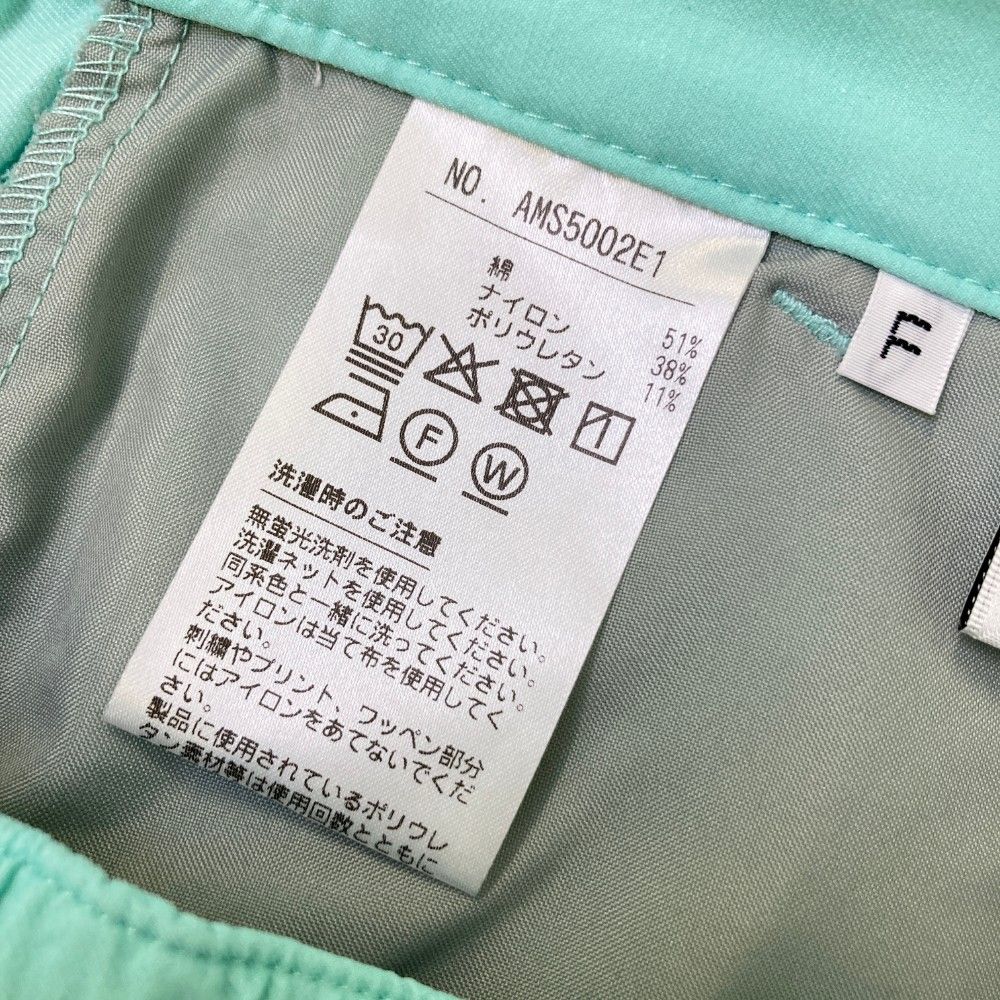 NO. AMS5002E1
綿 51%
ナイロン 38%
ポリウレタン 11%
30
F
W
洗濯時のご注意
無蛍光洗剤を使用してください。
洗濯ネットを使用してください。
同系色と一緒に洗ってください。
アイロンは当て布を使用してく
ださい。
刺繍やプリント、ワッペン部分
にはアイロンをあてないでくだ
さい。
製品に使用されているポリウレ
タン素材等は使用回数とともに
F